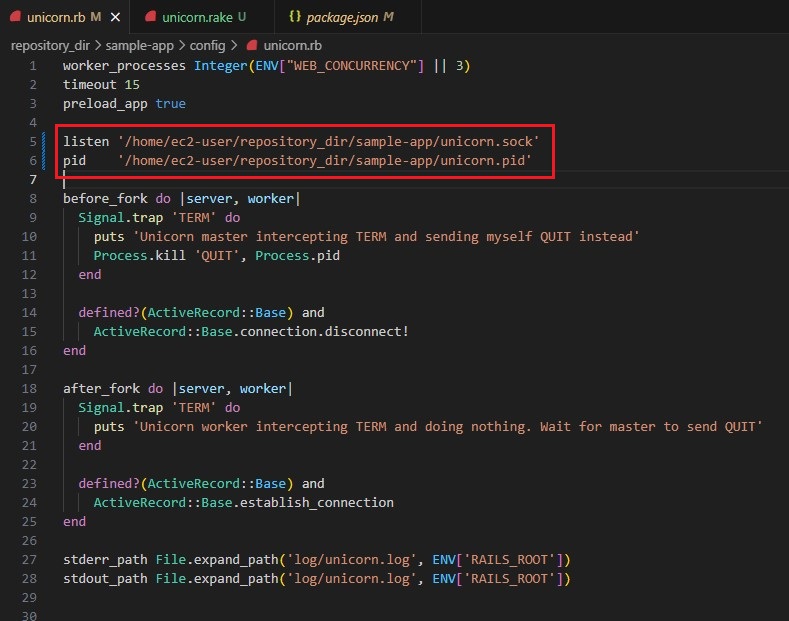 unicorn.rb M
unicorn.rake U
{} package.json M
repository_dir > sample-app > config > unicorn.rb
1 worker_processes Integer(ENV["WEB_CONCURRENCY"] || 3)
2 timeout 15
3 preload_app true
4
5 listen '/home/ec2-user/repository_dir/sample-app/unicorn.sock'
6 pid    '/home/ec2-user/repository_dir/sample-app/unicorn.pid'
7
8 before_fork do |server, worker|
9   Signal.trap 'TERM' do
10     puts 'Unicorn master intercepting TERM and sending myself QUIT instead'
11     Process.kill 'QUIT', Process.pid
12   end
13
14   defined?(ActiveRecord::Base) and
15     ActiveRecord::Base.connection.disconnect!
16 end
17
18 after_fork do |server, worker|
19   Signal.trap 'TERM' do
20     puts 'Unicorn worker intercepting TERM and doing nothing. Wait for master to send QUIT'
21   end
22
23   defined?(ActiveRecord::Base) and
24     ActiveRecord::Base.establish_connection
25 end
26
27 stderr_path File.expand_path('log/unicorn.log', ENV['RAILS_ROOT'])
28 stdout_path File.expand_path('log/unicorn.log', ENV['RAILS_ROOT'])
29
30